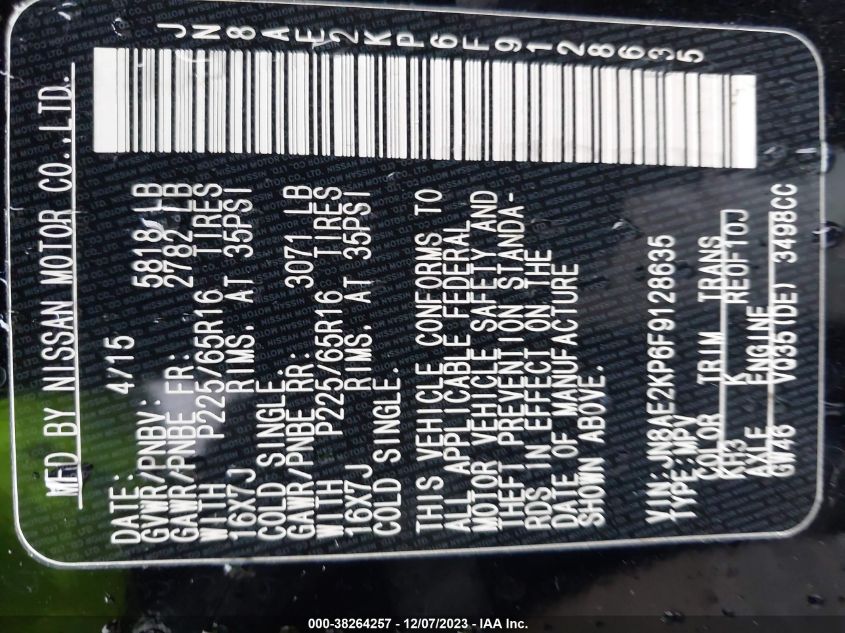 MFD BY NISSAN MOTOR CO.,LTD.
JN8AE2KP6F9128635
DATE: 4/15
GVWR/PNBV: 5818 LB
GAWR/PNBE FR: 2782 LB
WITH P225/65R16 TIRES
16X7J RIMS. AT 35PSI
COLD SINGLE.
GAWR/PNBE RR: 3071 LB
WITH P225/65R16 TIRES
16X7J RIMS. AT 35PSI
COLD SINGLE.
THIS VEHICLE CONFORMS TO
ALL APPLICABLE FEDERAL
MOTOR VEHICLE SAFETY AND
THEFT PREVENTION STANDA-
RDS IN EFFECT ON THE
DATE OF MANUFACTURE
SHOWN ABOVE.
VIN: JN8AE2KP6F9128635
TYPE: MPV
COLOR TRIM TRANS
KH3 K RE0F10J
AXLE ENGINE
GW46 VQ35(DE) 3498CC
000-38264257 - 12/07/2023 - IAA Inc.